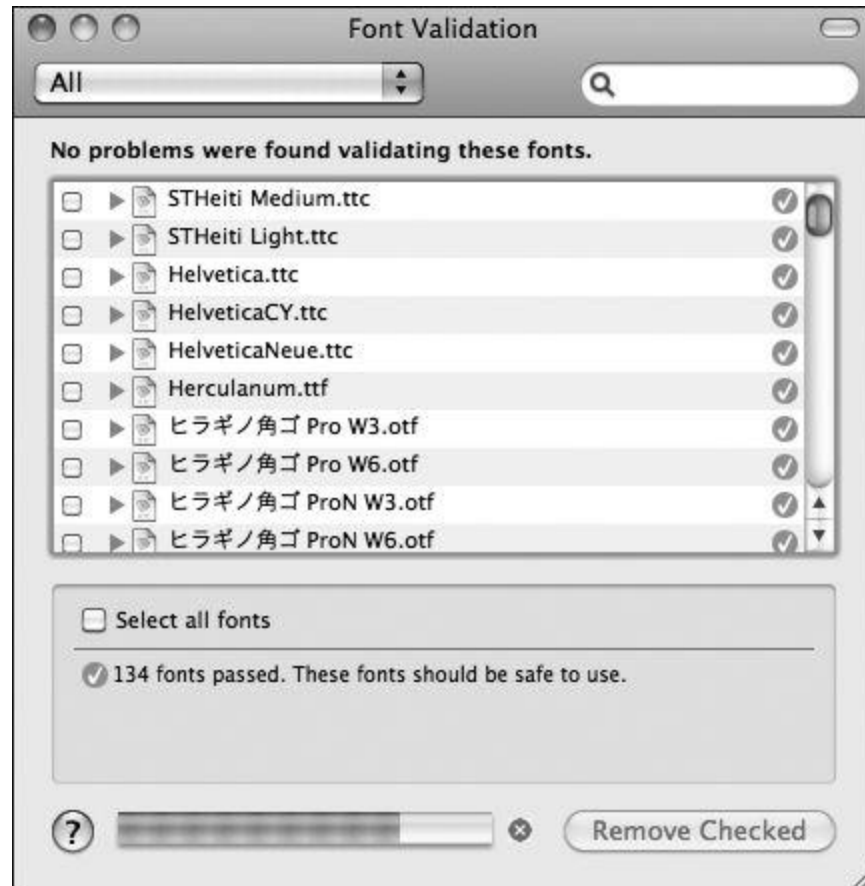 Font Validation
All
No problems were found validating these fonts.
STHeiti Medium.ttc
STHeiti Light.ttc
Helvetica.ttc
HelveticaCY.ttc
HelveticaNeue.ttc
Herculanum.ttf
ヒラギノ角ゴ Pro W3.otf
ヒラギノ角ゴ Pro W6.otf
ヒラギノ角ゴ ProN W3.otf
ヒラギノ角ゴ ProN W6.otf
Select all fonts
134 fonts passed. These fonts should be safe to use.
? Remove Checked